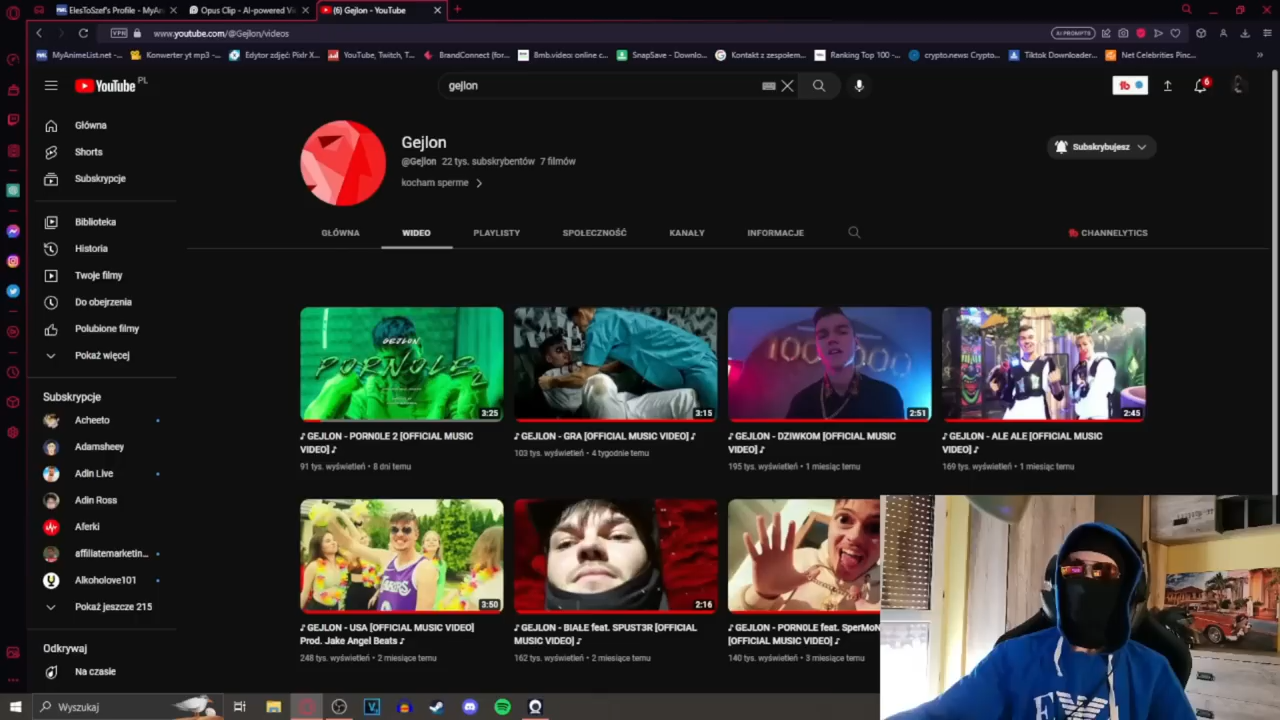 ElesToSzef's Profile - MyAn
Opus Clip - AI-powered Vi
(6) Gejlon - YouTube
VPN
www.youtube.com/@Gejlon/videos
AI PROMPTS
MyAnimeList.net -...
Konwerter yt mp3 -...
Edytor zdjęć: Pixlr X...
YouTube, Twitch, T...
BrandConnect (for...
8mb.video: online c...
SnapSave - Downlo...
Kontakt z zespołem...
Ranking Top 100 -...
crypto.news: Crypto...
Tiktok Downloader...
Net Celebrities Pinc...
YouTube PL
gejlon
6
Główna
Shorts
Subskrypcje
Biblioteka
Historia
Twoje filmy
Do obejrzenia
Polubione filmy
Pokaż więcej
Subskrypcje
Acheeto
Adamsheey
Adin Live
Adin Ross
Aferki
affiliatemarketin...
Alkoholove101
Pokaż jeszcze 215
Odkrywaj
Na czasie
Gejlon
@Gejlon 22 tys. subskrybentów 7 filmów
kocham sperme
Subskrybujesz
GŁÓWNA
WIDEO
PLAYLISTY
SPOŁECZNOŚĆ
KANAŁY
INFORMACJE
CHANNELYTICS
GEJLON
PORNOLE 2
3:25
3:15
100 000
2:51
2:45
♪ GEJLON - PORN0LE 2 [OFFICIAL MUSIC
VIDEO] ♪
91 tys. wyświetleń • 8 dni temu
♪ GEJLON - GRA [OFFICIAL MUSIC VIDEO] ♪
103 tys. wyświetleń • 4 tygodnie temu
♪ GEJLON - DZIWKOM [OFFICIAL MUSIC
VIDEO] ♪
195 tys. wyświetleń • 1 miesiąc temu
♪ GEJLON - ALE ALE [OFFICIAL MUSIC
VIDEO] ♪
169 tys. wyświetleń • 1 miesiąc temu
3:50
2:16
♪ GEJLON - USA [OFFICIAL MUSIC VIDEO]
Prod. Jake Angel Beats ♪
248 tys. wyświetleń • 2 miesiące temu
♪ GEJLON - BIAŁE feat. SPUST3R [OFFICIAL
MUSIC VIDEO] ♪
162 tys. wyświetleń • 2 miesiące temu
♪ GEJLON - PORN0LE feat. SperMoN
[OFFICIAL MUSIC VIDEO] ♪
140 tys. wyświetleń • 3 miesiące temu
Wyszukaj